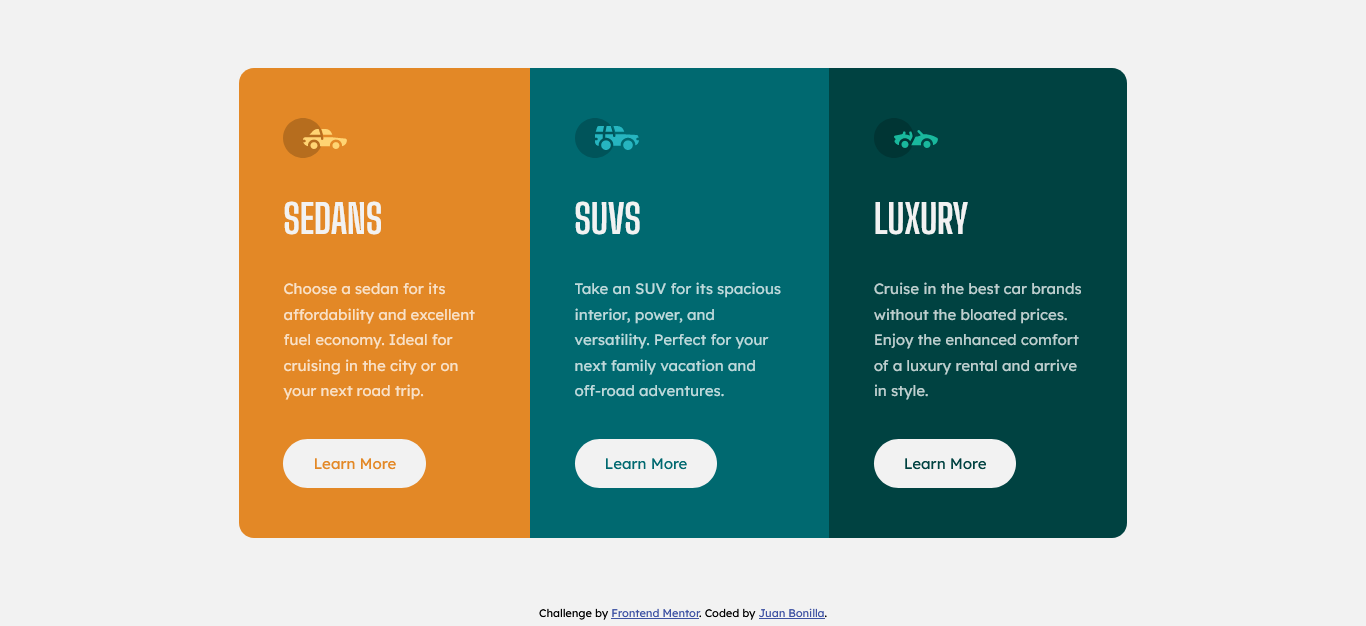 SEDANS
Choose a sedan for its
affordability and excellent
fuel economy. Ideal for
cruising in the city or on
your next road trip.
Learn More
SUVS
Take an SUV for its spacious
interior, power, and
versatility. Perfect for your
next family vacation and
off-road adventures.
Learn More
LUXURY
Cruise in the best car brands
without the bloated prices.
Enjoy the enhanced comfort
of a luxury rental and arrive
in style.
Learn More
Challenge by Frontend Mentor. Coded by Juan Bonilla.